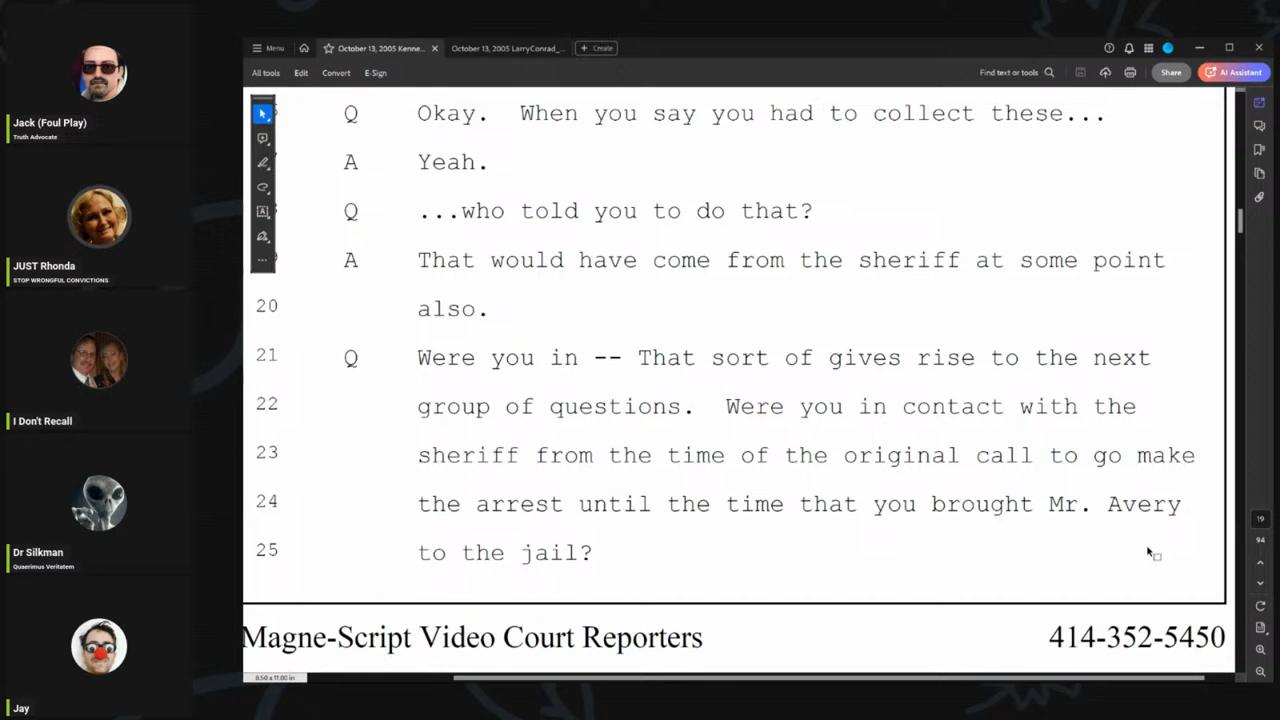 Jack (Foul Play)
Truth Advocate
JUST Rhonda
STOP WRONGFUL CONVICTIONS
I Don't Recall
Dr Silkman
Quaerimus Veritatem
Jay
Menu
October 13, 2005 Kenne...
October 13, 2005 LarryConrad_...
+ Create
All tools
Edit
Convert
E-Sign
Find text or tools
Share
AI Assistant
Q Okay. When you say you had to collect these...
A Yeah.
Q ...who told you to do that?
A That would have come from the sheriff at some point
20 also.
21 Q Were you in -- That sort of gives rise to the next
22 group of questions. Were you in contact with the
23 sheriff from the time of the original call to go make
24 the arrest until the time that you brought Mr. Avery
25 to the jail?
Magne-Script Video Court Reporters 414-352-5450
8.50 x 11.00 in
19
94